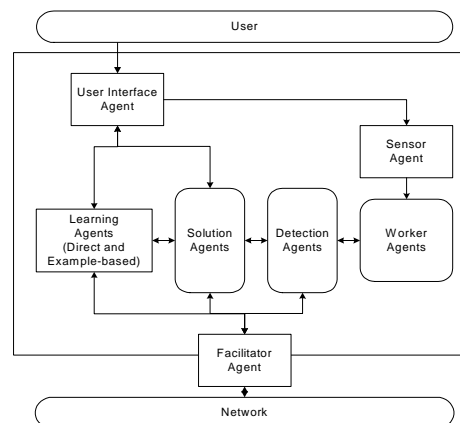 User
User Interface
Agent
Sensor
Agent
Learning
Agents
(Direct and
Example-based)
Solution
Agents
Detection
Agents
Worker
Agents
Facilitator
Agent
Network